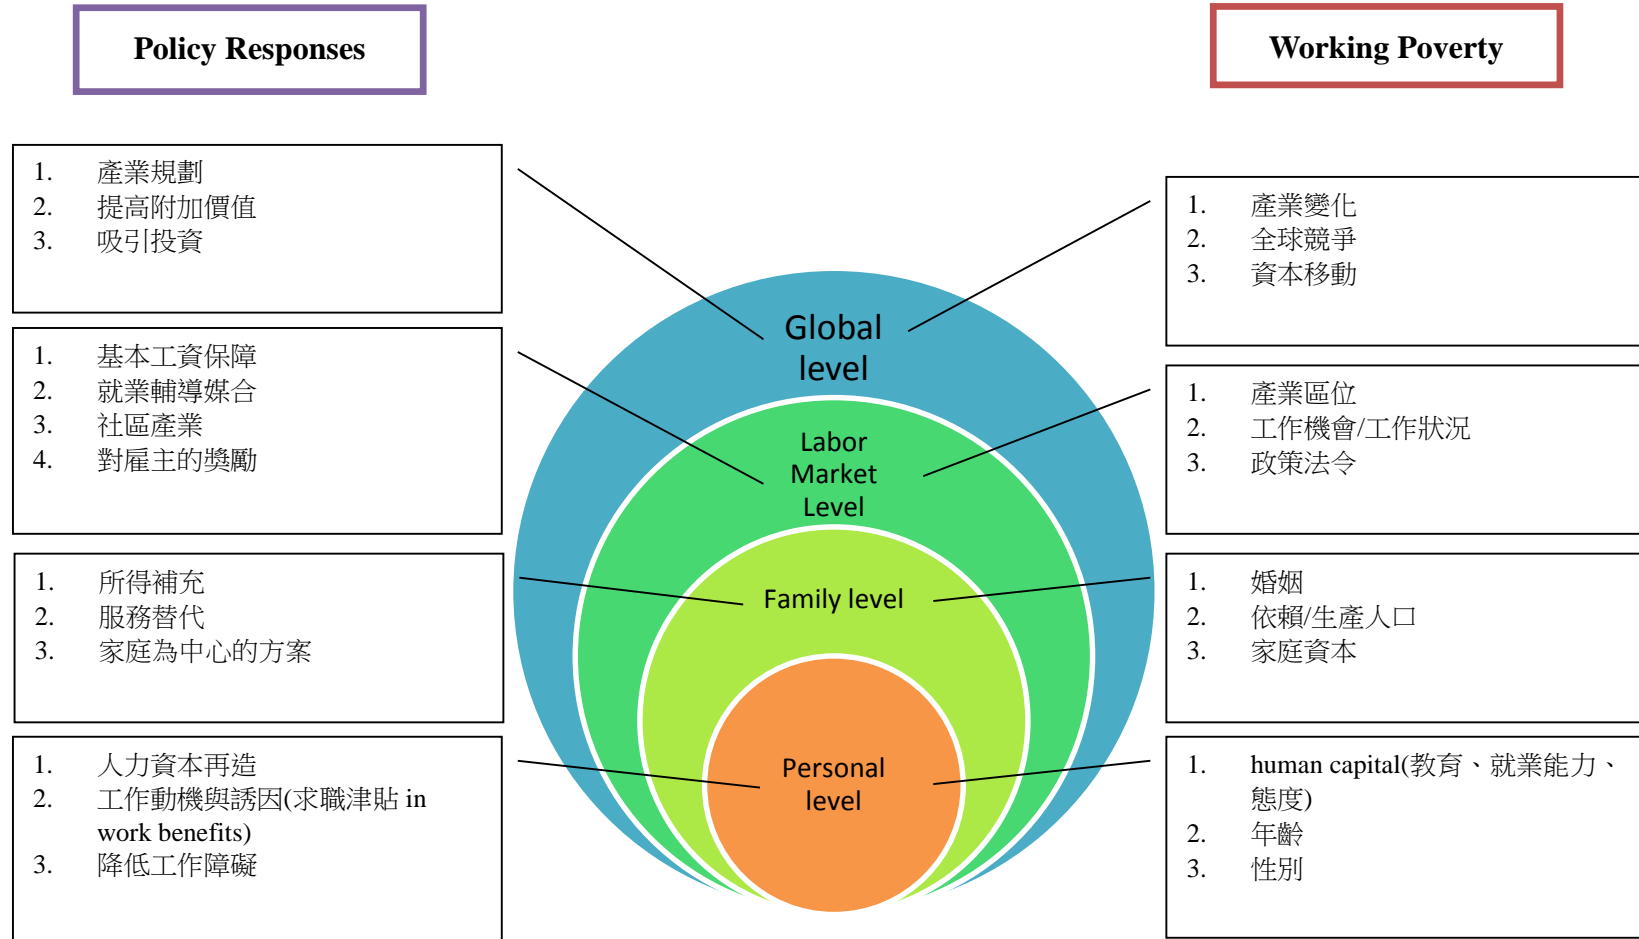 Policy Responses
Working Poverty
1. 產業規劃
2. 提高附加價值
3. 吸引投資
1. 基本工資保障
2. 就業輔導媒合
3. 社區產業
4. 對雇主的獎勵
1. 所得補充
2. 服務替代
3. 家庭為中心的方案
1. 人力資本再造
2. 工作動機與誘因(求職津貼 in
work benefits)
3. 降低工作障礙
Global
level
Labor
Market
Level
Family level
Personal
level
1. 產業變化
2. 全球競爭
3. 資本移動
1. 產業區位
2. 工作機會/工作狀況
3. 政策法令
1. 婚姻
2. 依賴/生產人口
3. 家庭資本
1. human capital(教育、就業能力、
態度)
2. 年齡
3. 性別